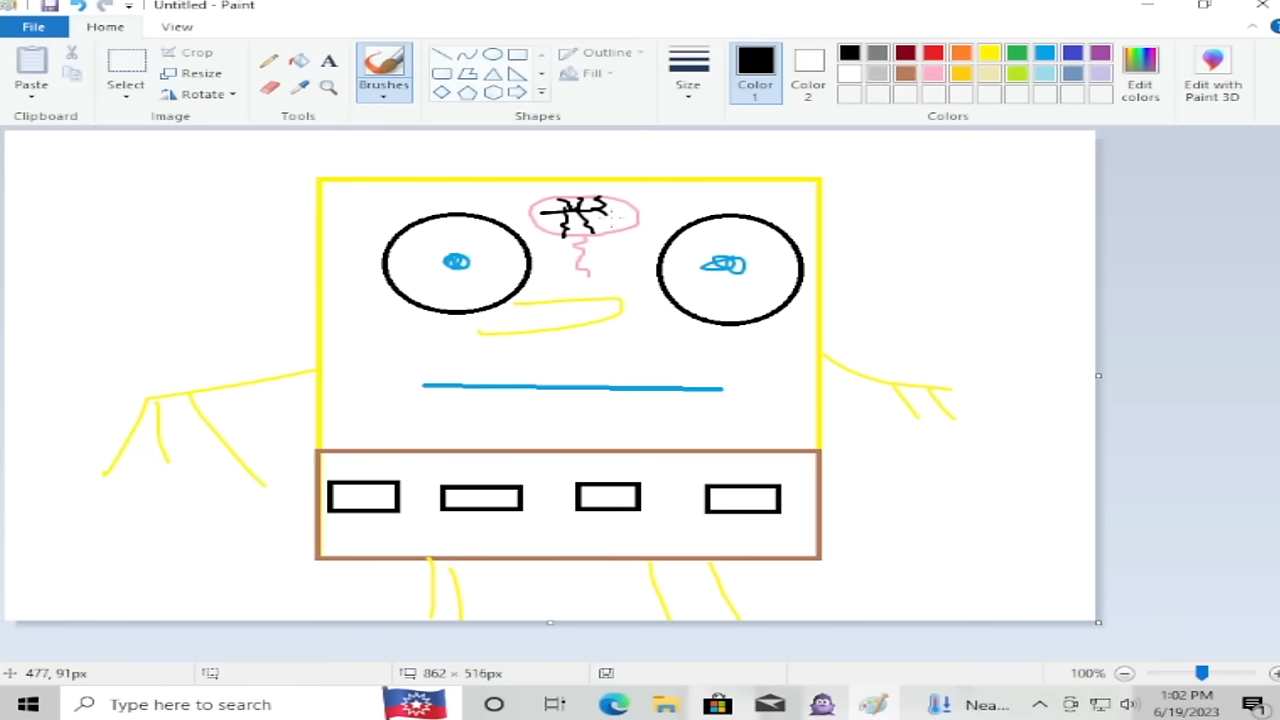 Untitled - Paint
File Home View
Paste
Select
Crop
Resize
Rotate
A
Brushes
Outline
Fill
Size
Color 1
Color 2
Edit colors
Edit with Paint 3D
Clipboard Image Tools Shapes Colors
477, 91px 862 × 516px 100%
Type here to search Nea... 1:02 PM
6/19/2023
1